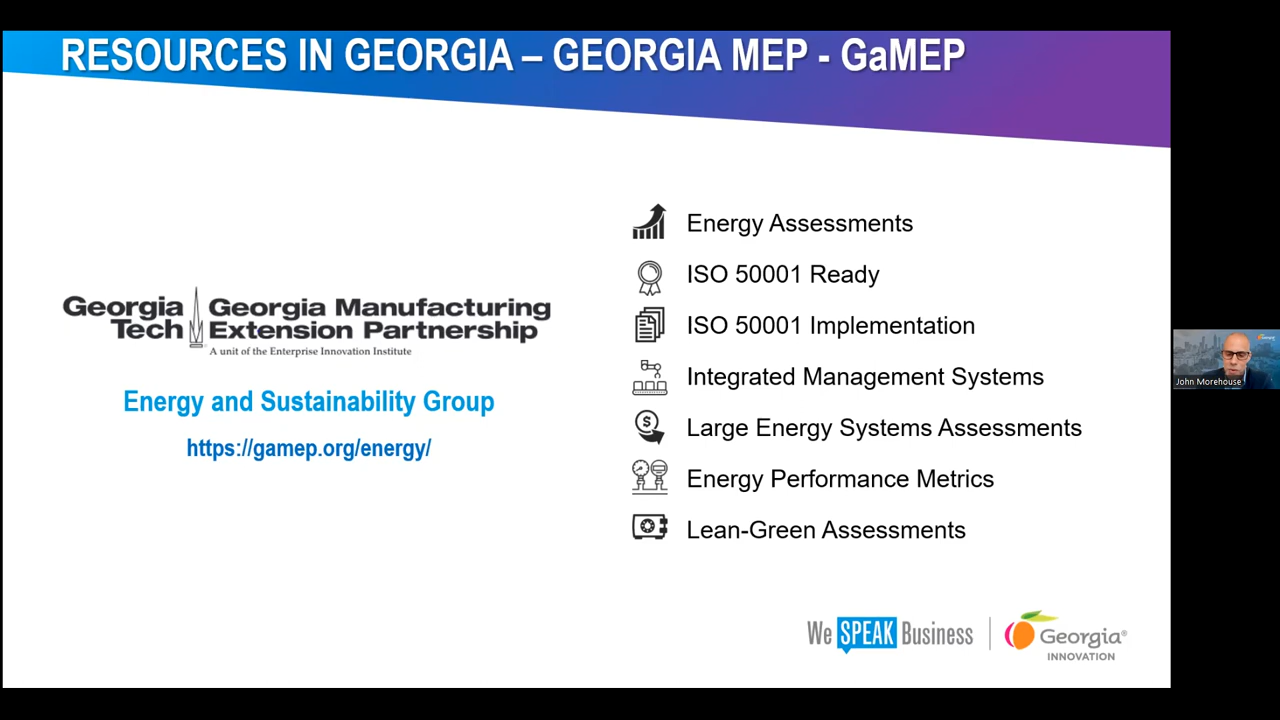 RESOURCES IN GEORGIA – GEORGIA MEP - GaMEP
Georgia Tech
Georgia Manufacturing
Extension Partnership
A unit of the Enterprise Innovation Institute
Energy and Sustainability Group
https://gamep.org/energy/
Energy Assessments
ISO 50001 Ready
ISO 50001 Implementation
Integrated Management Systems
$
Large Energy Systems Assessments
Energy Performance Metrics
Lean-Green Assessments
We SPEAK Business
Georgia®
INNOVATION
John Morehouse